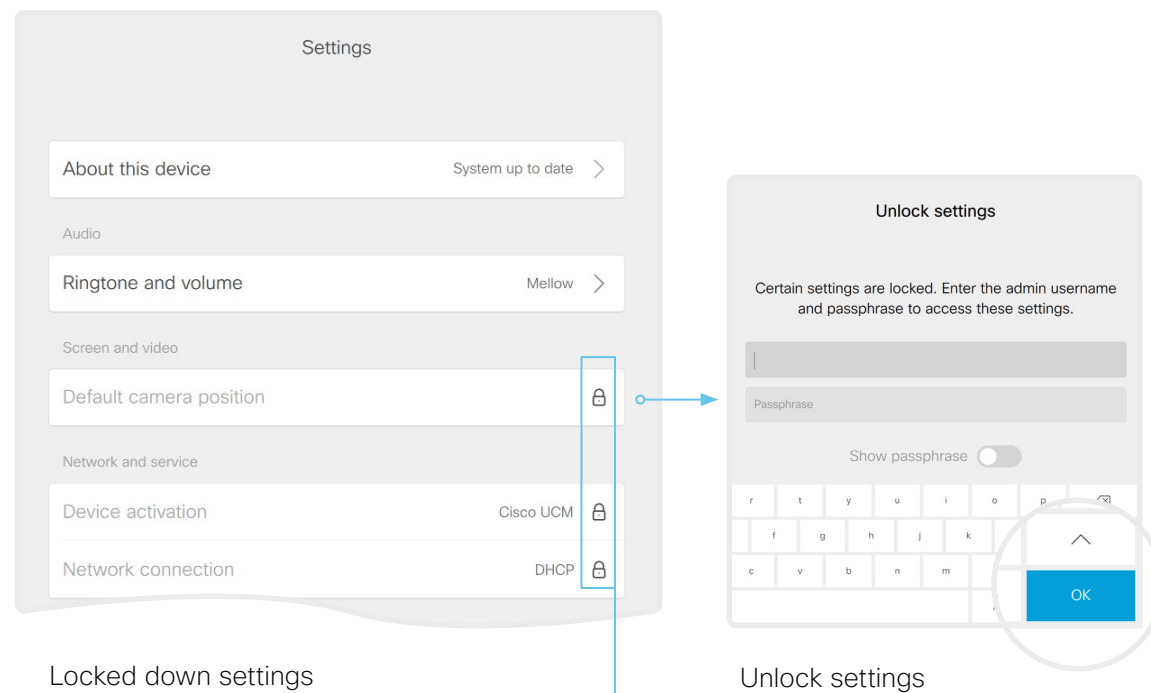 Settings
About this device System up to date
Audio
Ringtone and volume Mellow
Screen and video
Default camera position
Network and service
Device activation Cisco UCM
Network connection DHCP
Locked down settings
Unlock settings
Certain settings are locked. Enter the admin username
and passphrase to access these settings.
Passphrase
Show passphrase
r t y u i o p
f g h j k
c v b n m
OK
Unlock settings